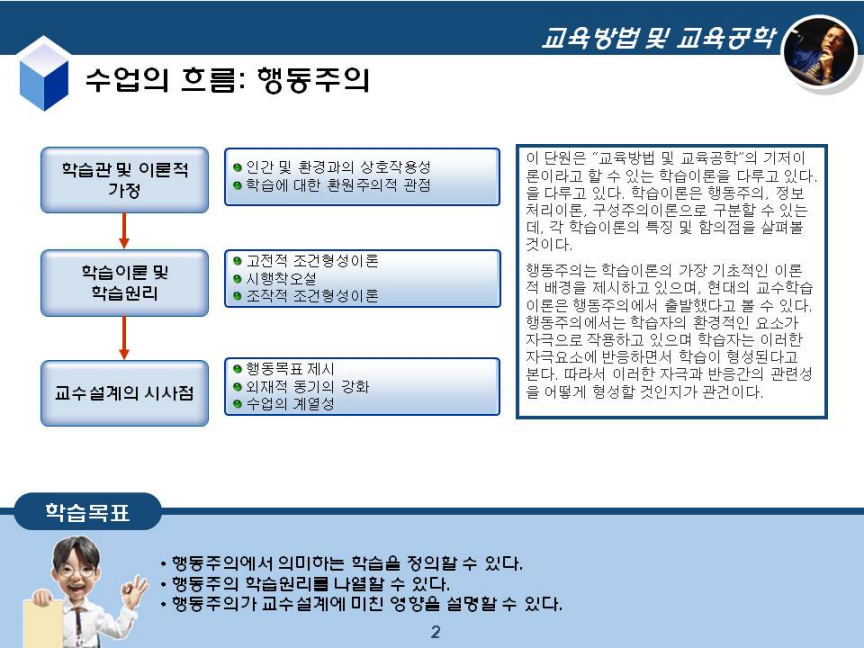 교육방법 및 교육공학
수업의 흐름: 행동주의
학습관 및 이론적
가정
인간 및 환경과의 상호작용성
학습에 대한 환원주의적 관점
학습이론 및
학습원리
고전적 조건형성이론
시행착오설
조작적 조건형성이론
교수설계의 시사점
행동목표 제시
외재적 동기의 강화
수업의 계열성
이 단원은 “교육방법 및 교육공학”의 기저이
론이라고 할 수 있는 학습이론을 다루고 있다.
을 다루고 있다. 학습이론은 행동주의, 정보
처리이론, 구성주의이론으로 구분할 수 있는
데, 각 학습이론의 특징 및 함의점을 살펴볼
것이다.
행동주의는 학습이론의 가장 기초적인 이론
적 배경을 제시하고 있으며, 현대의 교수학습
이론은 행동주의에서 출발했다고 볼 수 있다.
행동주의에서는 학습자의 환경적인 요소가
자극으로 작용하고 있으며 학습자는 이러한
자극요소에 반응하면서 학습이 형성된다고
본다. 따라서 이러한 자극과 반응간의 관련성
을 어떻게 형성할 것인지가 관건이다.
학습목표
• 행동주의에서 의미하는 학습을 정의할 수 있다.
• 행동주의 학습원리를 나열할 수 있다.
• 행동주의가 교수설계에 미친 영향을 설명할 수 있다.
2